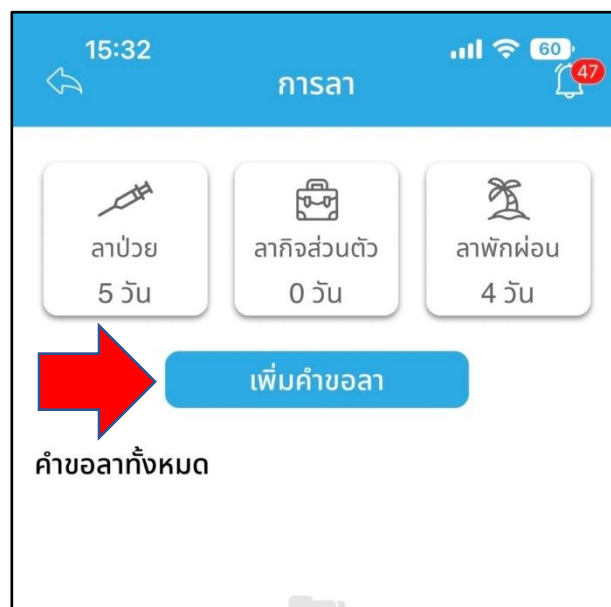 15:32
60
47
การลา
ลาป่วย
5 วัน
ลากิจส่วนตัว
0 วัน
ลาพักผ่อน
4 วัน
เพิ่มคำขอลา
คำขอลาทั้งหมด